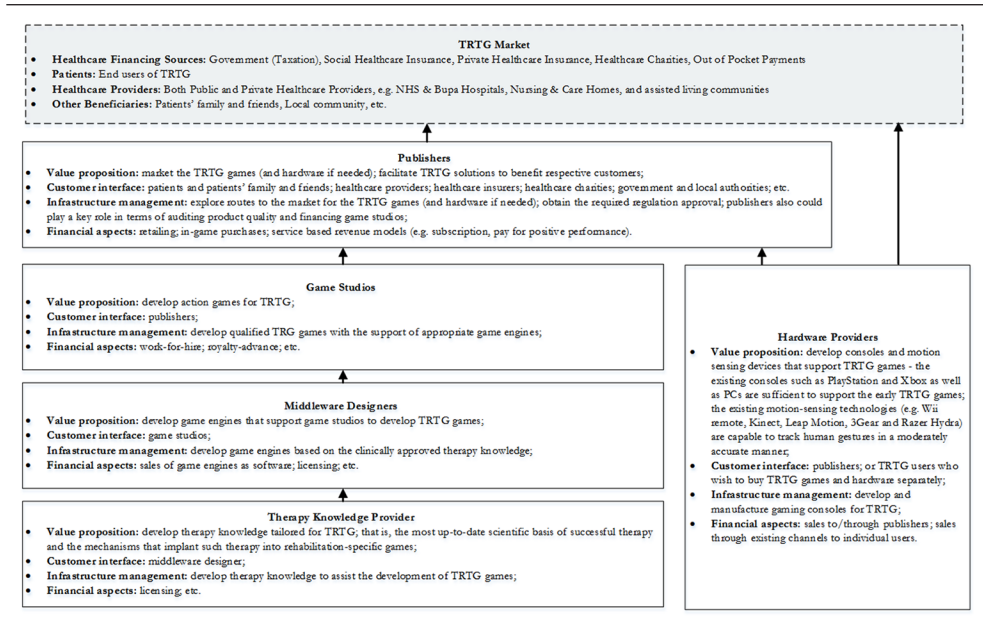 TRTG Market
• Healthcare Financing Sources: Government (Taxation), Social Healthcare Insurance, Private Healthcare Insurance, Healthcare Charities, Out of Pocket Payments
• Patients: End users of TRTG
• Healthcare Providers: Both Public and Private Healthcare Providers, e.g. NHS & Bupa Hospitals, Nursing & Care Homes, and assisted living communities
• Other Beneficiaries: Patients' family and friends, Local community, etc.
Publishers
• Value proposition: market the TRTG games (and hardware if needed); facilitate TRTG solutions to benefit respective customers;
• Customer interface: patients and patients' family and friends; healthcare providers; healthcare insurers; healthcare charities; government and local authorities; etc.
• Infrastructure management: explore routes to the market for the TRTG games (and hardware if needed); obtain the required regulation approval; publishers also could
play a key role in terms of auditing product quality and financing game studios;
• Financial aspects: retailing; in-game purchases; service based revenue models (e.g. subscription, pay for positive performance).
Game Studios
• Value proposition: develop action games for TRTG;
• Customer interface: publishers;
• Infrastructure management: develop qualified TRG games with the support of appropriate game engines;
• Financial aspects: work-for-hire; royalty-advance; etc.
Middleware Designers
• Value proposition: develop game engines that support game studios to develop TRTG games;
• Customer interface: game studios;
• Infrastructure management: develop game engines based on the clinically approved therapy knowledge;
• Financial aspects: sales of game engines as software; licensing; etc.
Therapy Knowledge Provider
• Value proposition: develop therapy knowledge tailored for TRTG; that is, the most up-to-date scientific basis of successful therapy
and the mechanisms that implant such therapy into rehabilitation-specific games;
• Customer interface: middleware designer;
• Infrastructure management: develop therapy knowledge to assist the development of TRTG games;
• Financial aspects: licensing; etc.
Hardware Providers
• Value proposition: develop consoles and motion
sensing devices that support TRTG games - the
existing consoles such as PlayStation and Xbox as well
as PCs are sufficient to support the early TRTG games;
the existing motion-sensing technologies (e.g. Wii
remote, Kinect, Leap Motion, 3Gear and Razer Hydra)
are capable to track human gestures in a moderately
accurate manner;
• Customer interface: publishers; or TRTG users who
wish to buy TRTG games and hardware separately;
• Infrastructure management: develop and
manufacture gaming consoles for TRTG;
• Financial aspects: sales to/through publishers; sales
through existing channels to individual users.